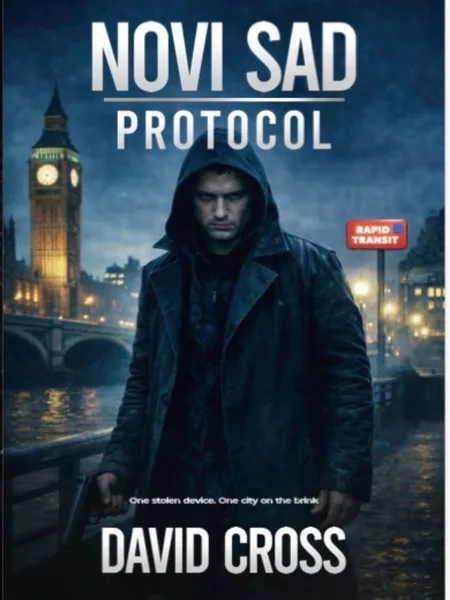 NOVI SAD
PROTOCOL
RAPID
TRANSIT
One stolen device. One city on the brink
DAVID CROSS